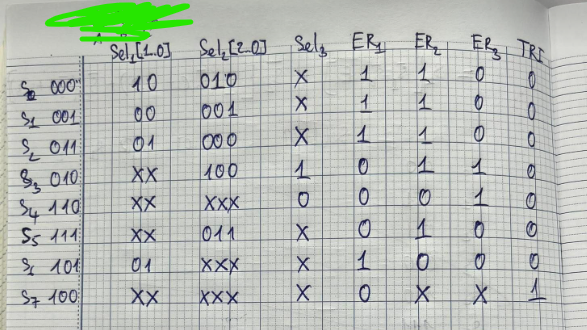 Sel₁[1..0] Sel₂[2..0] Sel₃ ER₁ ER₂ ER₃ TRI
S₀ 000 10 010 X 1 1 0 0
S₁ 001 00 001 X 1 1 0 0
S₂ 011 01 000 X 1 1 0 0
S₃ 010 XX 100 1 0 1 1 0
S₄ 110 XX XXX 0 0 0 1 0
S₅ 111 XX 011 X 0 1 0 0
S₆ 101 01 XXX X 1 0 0 0
S₇ 100 XX XXX X 0 X X 1